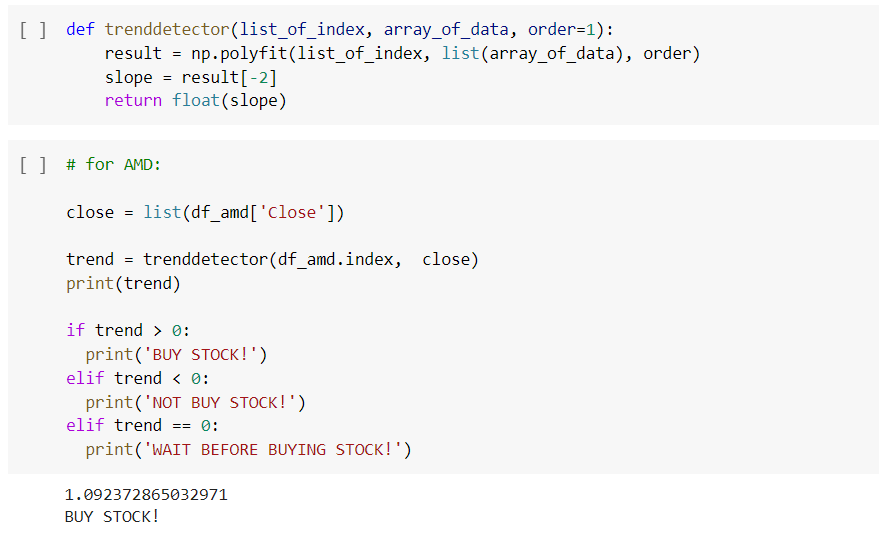 [ ] def trenddetector(list_of_index, array_of_data, order=1):
    result = np.polyfit(list_of_index, list(array_of_data), order)
    slope = result[-2]
    return float(slope)
[ ] # for AMD:
close = list(df_amd['Close'])
trend = trenddetector(df_amd.index,  close)
print(trend)
if trend > 0:
  print('BUY STOCK!')
elif trend < 0:
  print('NOT BUY STOCK!')
elif trend == 0:
  print('WAIT BEFORE BUYING STOCK!')
1.092372865032971
BUY STOCK!